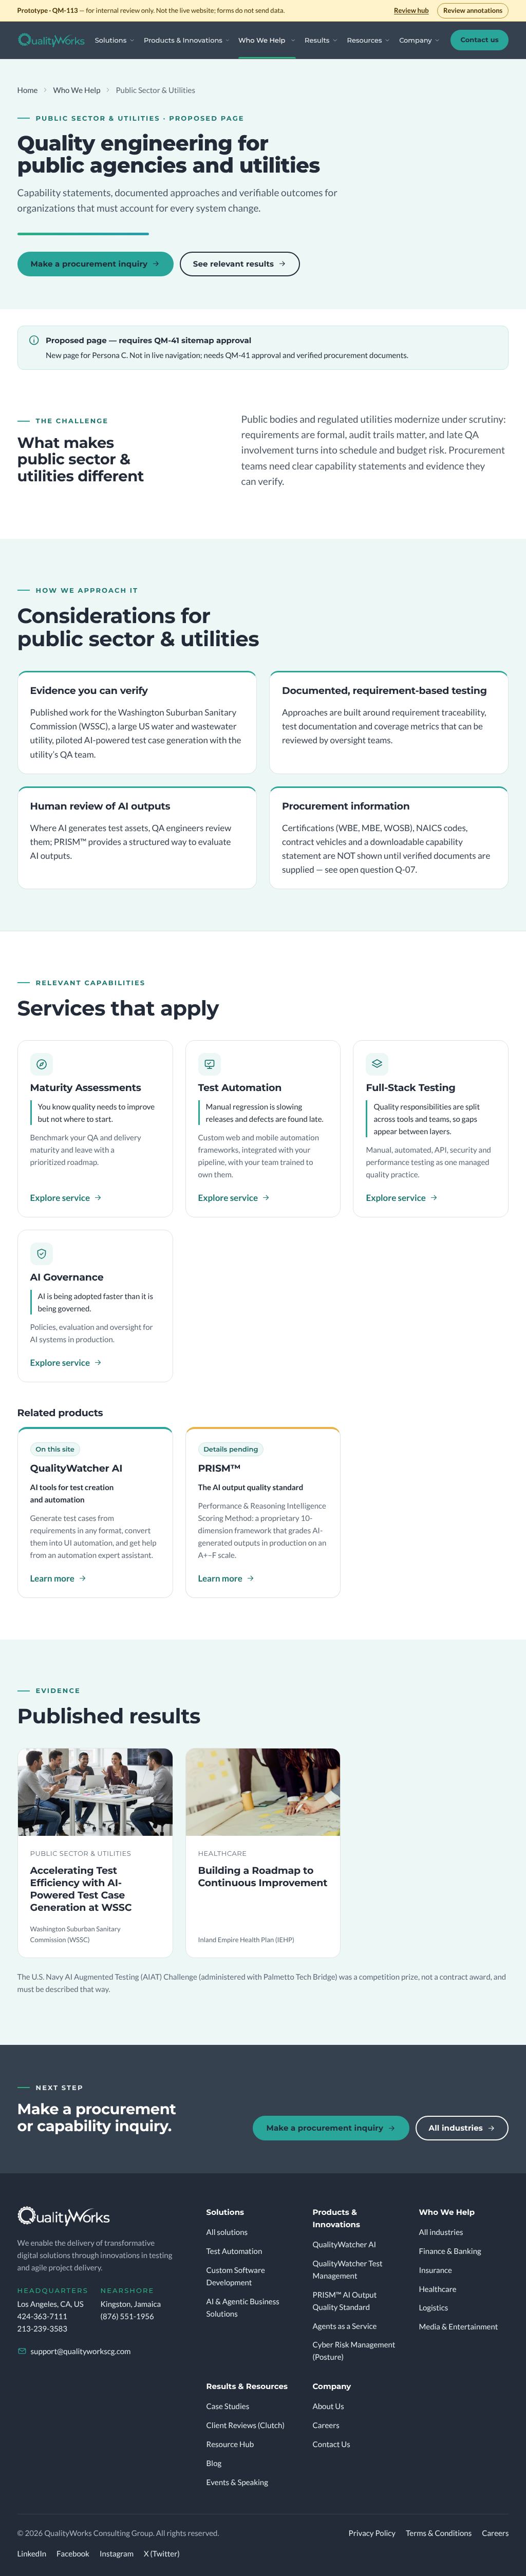 Prototype · QM-113 — for internal review only. Not the live website; forms do not send data.
Review hub
Review annotations
QualityWorks
Solutions
Products & Innovations
Who We Help
Results
Resources
Company
Contact us
Home > Who We Help > Public Sector & Utilities
PUBLIC SECTOR & UTILITIES · PROPOSED PAGE
Quality engineering for
public agencies and utilities
Capability statements, documented approaches and verifiable outcomes for
organizations that must account for every system change.
Make a procurement inquiry →
See relevant results →
Proposed page — requires QM-41 sitemap approval
New page for Persona C. Not in live navigation; needs QM-41 approval and verified procurement documents.
THE CHALLENGE
What makes
public sector &
utilities different
Public bodies and regulated utilities modernize under scrutiny:
requirements are formal, audit trails matter, and late QA
involvement turns into schedule and budget risk. Procurement
teams need clear capability statements and evidence they
can verify.
HOW WE APPROACH IT
Considerations for
public sector & utilities
Evidence you can verify
Published work for the Washington Suburban Sanitary
Commission (WSSC), a large US water and wastewater
utility, piloted AI-powered test case generation with the
utility's QA team.
Documented, requirement-based testing
Approaches are built around requirement traceability,
test documentation and coverage metrics that can be
reviewed by oversight teams.
Human review of AI outputs
Where AI generates test assets, QA engineers review
them; PRISM™ provides a structured way to evaluate
AI outputs.
Procurement information
Certifications (WBE, MBE, WOSB), NAICS codes,
contract vehicles and a downloadable capability
statement are NOT shown until verified documents are
supplied — see open question Q-07.
RELEVANT CAPABILITIES
Services that apply
Maturity Assessments
You know quality needs to improve
but not where to start.
Benchmark your QA and delivery
maturity and leave with a
prioritized roadmap.
Explore service →
Test Automation
Manual regression is slowing
releases and defects are found late.
Custom web and mobile automation
frameworks, integrated with your
pipeline, with your team trained to
own them.
Explore service →
Full-Stack Testing
Quality responsibilities are split
across tools and teams, so gaps
appear between layers.
Manual, automated, API, security and
performance testing as one managed
quality practice.
Explore service →
AI Governance
AI is being adopted faster than it is
being governed.
Policies, evaluation and oversight for
AI systems in production.
Explore service →
Related products
On this site
QualityWatcher AI
AI tools for test creation
and automation
Generate test cases from
requirements in any format, convert
them into UI automation, and get help
from an automation expert assistant.
Learn more →
Details pending
PRISM™
The AI output quality standard
Performance & Reasoning Intelligence
Scoring Method: a proprietary 10-
dimension framework that grades AI-
generated outputs in production on an
A+–F scale.
Learn more →
EVIDENCE
Published results
PUBLIC SECTOR & UTILITIES
Accelerating Test
Efficiency with AI-
Powered Test Case
Generation at WSSC
Washington Suburban Sanitary
Commission (WSSC)
HEALTHCARE
Building a Roadmap to
Continuous Improvement
Inland Empire Health Plan (IEHP)
The U.S. Navy AI Augmented Testing (AIAT) Challenge (administered with Palmetto Tech Bridge) was a competition prize, not a contract award, and
must be described that way.
NEXT STEP
Make a procurement
or capability inquiry.
Make a procurement inquiry →
All industries →
QualityWorks
We enable the delivery of transformative
digital solutions through innovations in testing
and agile project delivery.
HEADQUARTERS
Los Angeles, CA, US
424-363-7111
213-239-3583
NEARSHORE
Kingston, Jamaica
(876) 551-1956
support@qualityworkscg.com
Solutions
All solutions
Test Automation
Custom Software
Development
AI & Agentic Business
Solutions
Products &
Innovations
QualityWatcher AI
QualityWatcher Test
Management
PRISM™ AI Output
Quality Standard
Agents as a Service
Cyber Risk Management
(Posture)
Who We Help
All industries
Finance & Banking
Insurance
Healthcare
Logistics
Media & Entertainment
Results & Resources
Case Studies
Client Reviews (Clutch)
Resource Hub
Blog
Events & Speaking
Company
About Us
Careers
Contact Us
© 2026 QualityWorks Consulting Group. All rights reserved.
Privacy Policy
Terms & Conditions
Careers
LinkedIn
Facebook
Instagram
X (Twitter)